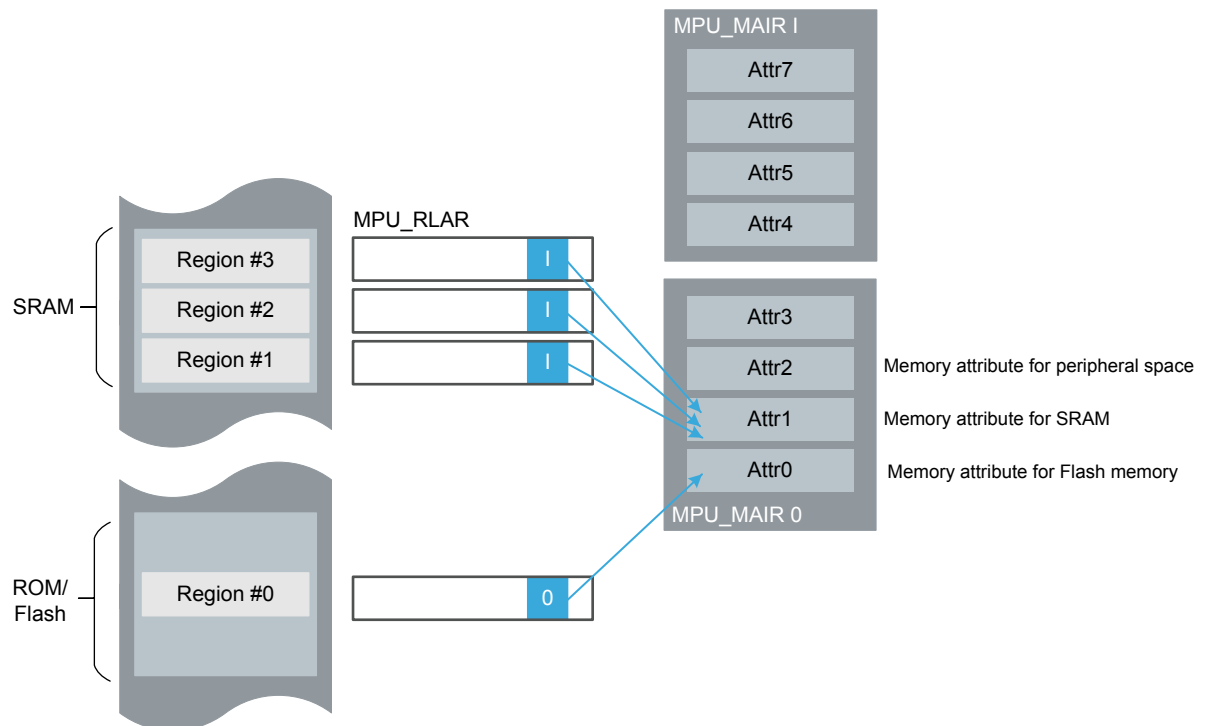 MPU_MAIR I
Attr7
Attr6
Attr5
Attr4
MPU_RLAR
SRAM
Region #3
I
Region #2
I
Region #1
I
Attr3
Attr2
Memory attribute for peripheral space
Attr1
Memory attribute for SRAM
Attr0
Memory attribute for Flash memory
MPU_MAIR 0
ROM/
Flash
Region #0
0